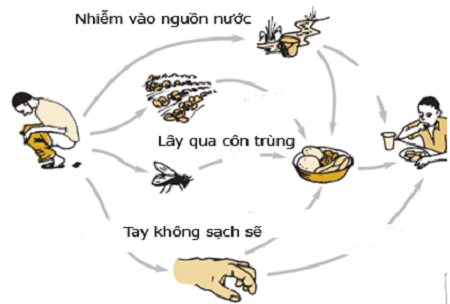 Nhiễm vào nguồn nước
Lây qua côn trùng
Tay không sạch sẽ